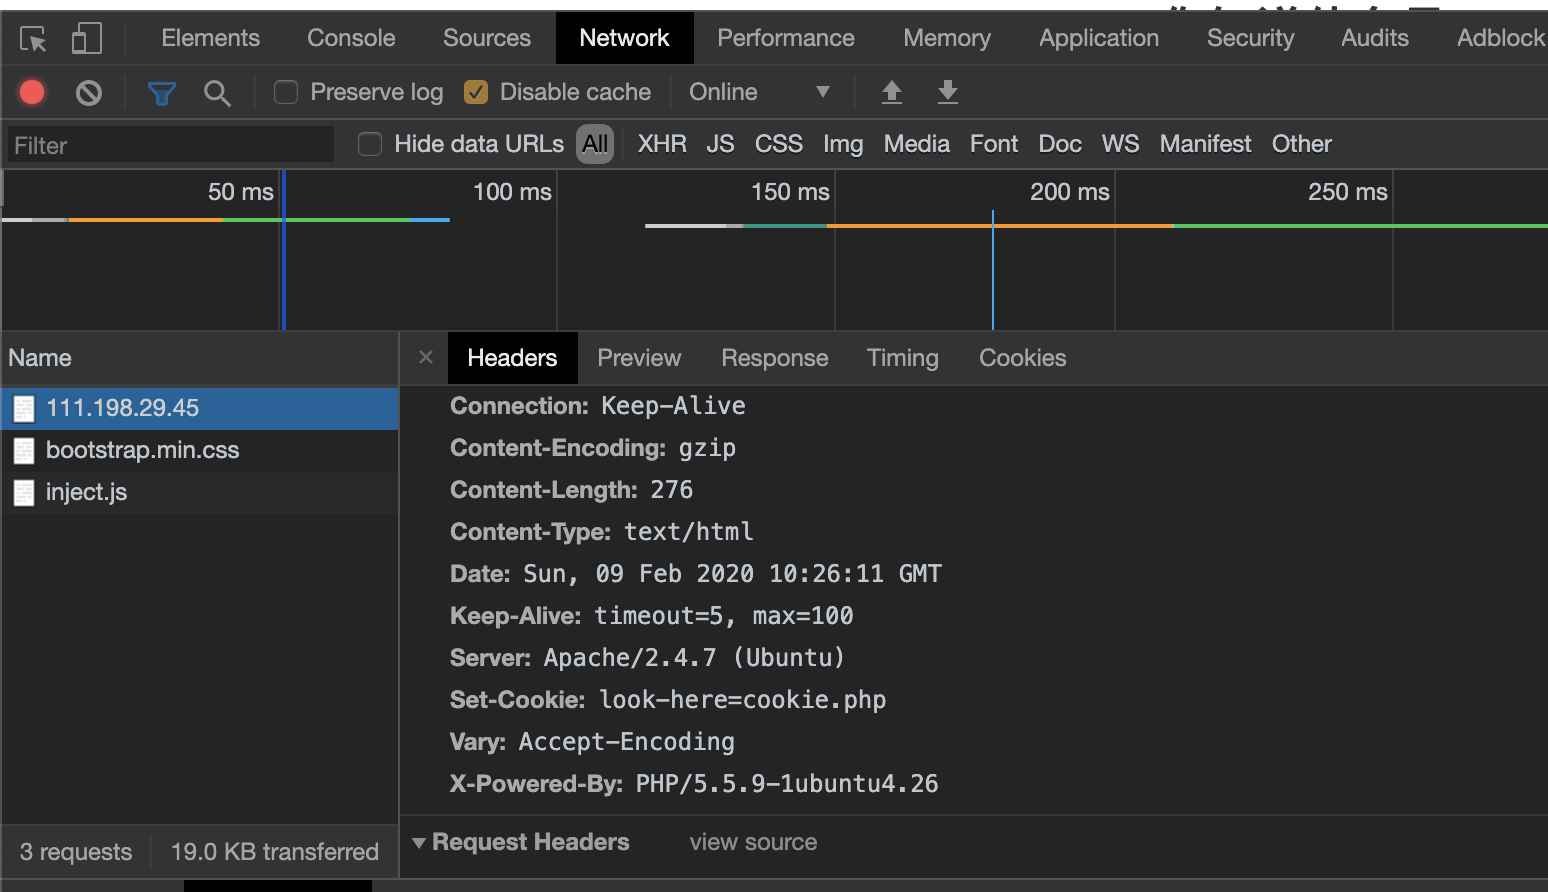 Elements Console Sources Network Performance Memory Application Security Audits Adblock
Preserve log Disable cache Online
Filter Hide data URLs All XHR JS CSS Img Media Font Doc WS Manifest Other
50 ms 100 ms 150 ms 200 ms 250 ms
Name
111.198.29.45
bootstrap.min.css
inject.js
3 requests 19.0 KB transferred
× Headers Preview Response Timing Cookies
Connection: Keep-Alive
Content-Encoding: gzip
Content-Length: 276
Content-Type: text/html
Date: Sun, 09 Feb 2020 10:26:11 GMT
Keep-Alive: timeout=5, max=100
Server: Apache/2.4.7 (Ubuntu)
Set-Cookie: look-here=cookie.php
Vary: Accept-Encoding
X-Powered-By: PHP/5.5.9-1ubuntu4.26
Request Headers view source